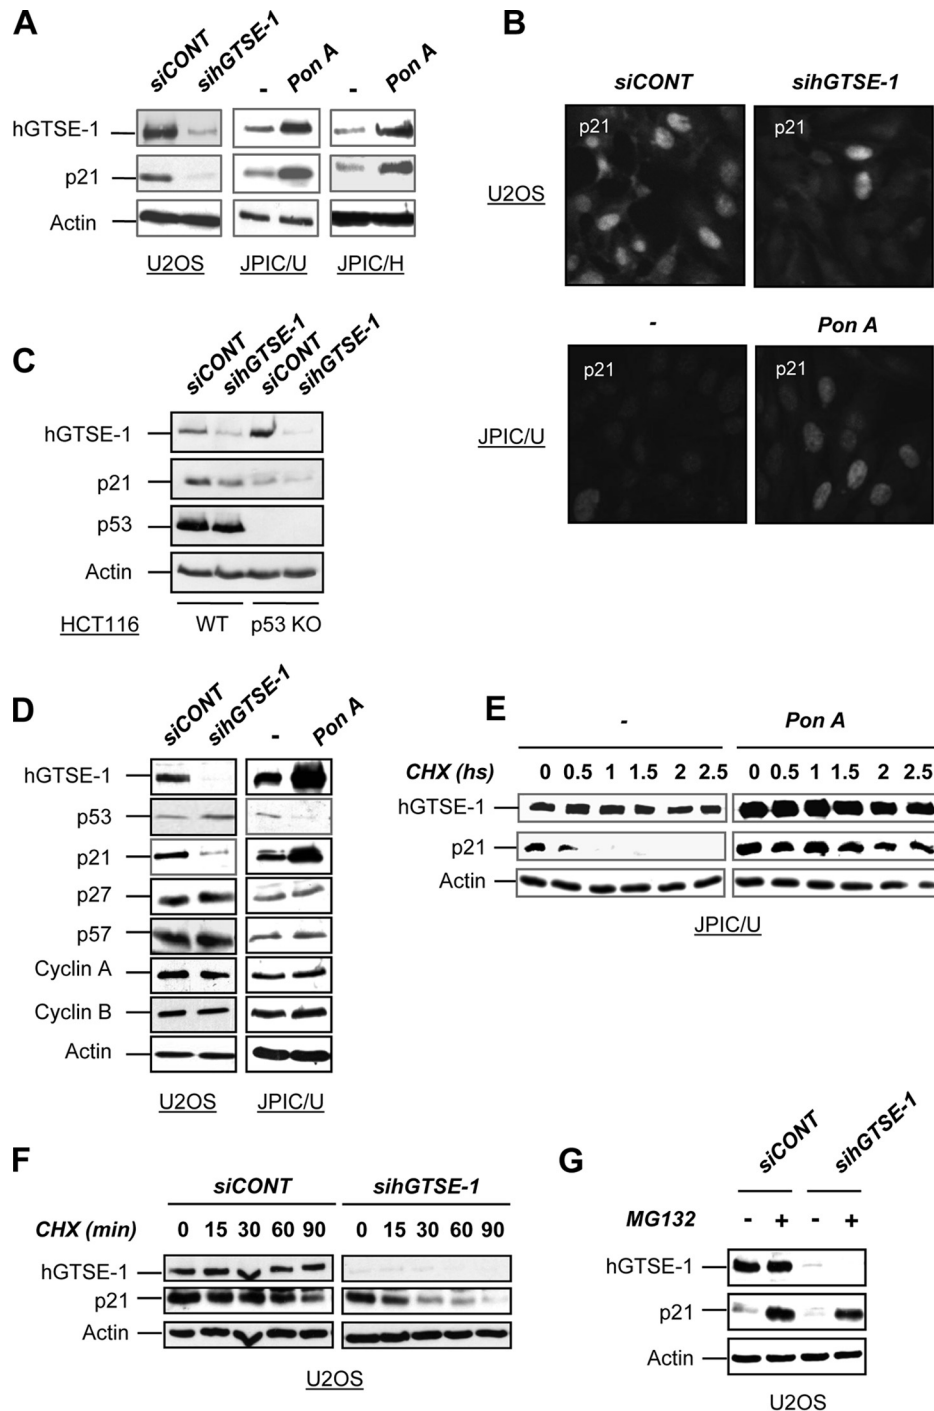 A
siCONT
sihGTSE-1
- Pon A
- Pon A
hGTSE-1
p21
Actin
U2OS
JPIC/U
JPIC/H
B
siCONT
sihGTSE-1
p21
p21
U2OS
- Pon A
p21
p21
JPIC/U
C
siCONT
sihGTSE-1
siCONT
sihGTSE-1
hGTSE-1
p21
p53
Actin
HCT116
WT
p53 KO
D
siCONT
sihGTSE-1
- Pon A
hGTSE-1
p53
p21
p27
p57
Cyclin A
Cyclin B
Actin
U2OS
JPIC/U
E
- Pon A
CHX (hs) 0 0.5 1 1.5 2 2.5 0 0.5 1 1.5 2 2.5
hGTSE-1
p21
Actin
JPIC/U
F
siCONT
sihGTSE-1
CHX (min) 0 15 30 60 90 0 15 30 60 90
hGTSE-1
p21
Actin
U2OS
G
siCONT
sihGTSE-1
MG132 - + - +
hGTSE-1
p21
Actin
U2OS